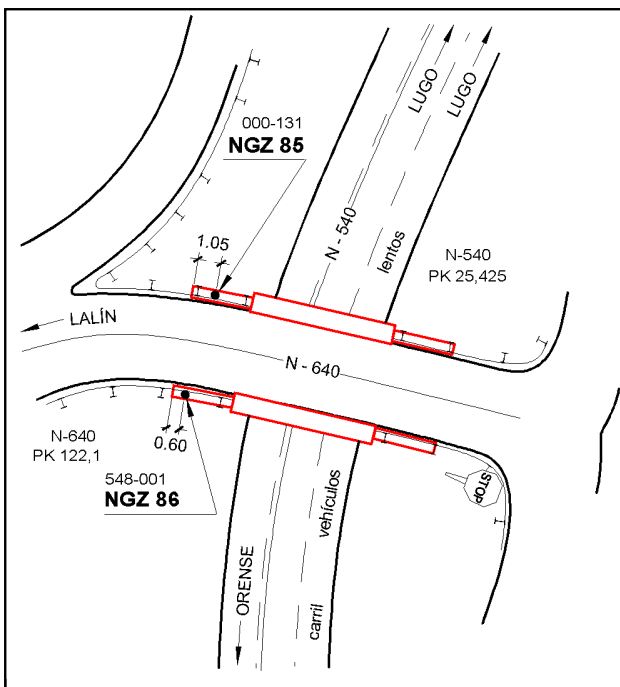 LUGO
LUGO
000-131
NGZ 85
1.05
N - 540
lentos
N-540
PK 25,425
LALÍN
N - 640
N-640
PK 122,1
0.60
548-001
NGZ 86
STOP
vehículos
ORENSE
carril